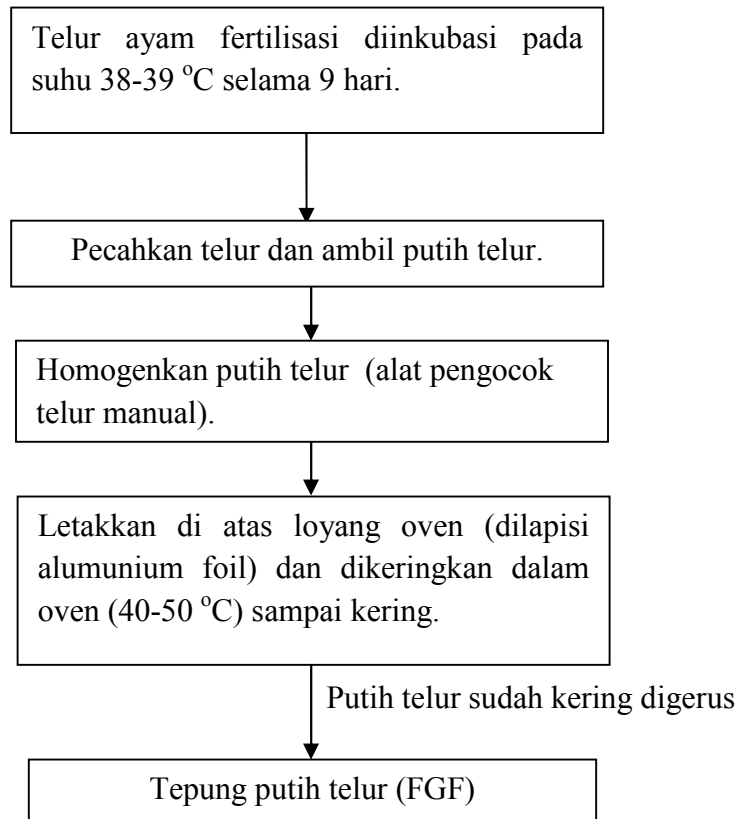 Telur ayam fertilisasi diinkubasi pada
suhu 38-39 °C selama 9 hari.
Pecahkan telur dan ambil putih telur.
Homogenkan putih telur (alat pengocok
telur manual).
Letakkan di atas loyang oven (dilapisi
alumunium foil) dan dikeringkan dalam
oven (40-50 °C) sampai kering.
Putih telur sudah kering digerus
Tepung putih telur (FGF)